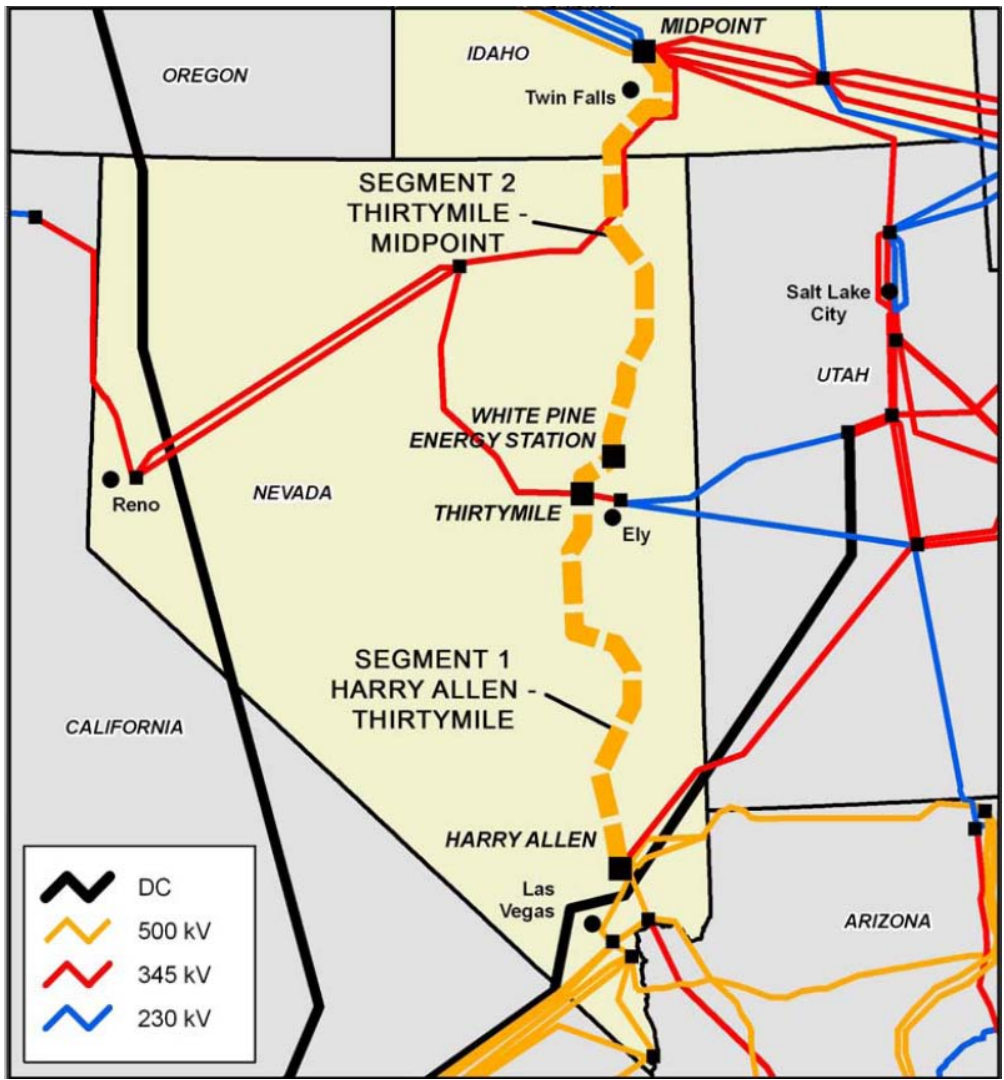 MIDPOINT
IDAHO
OREGON
Twin Falls
SEGMENT 2
THIRTYMILE -
MIDPOINT
Salt Lake
City
UTAH
WHITE PINE
ENERGY STATION
Reno
NEVADA
THIRTYMILE
Ely
SEGMENT 1
HARRY ALLEN -
THIRTYMILE
CALIFORNIA
HARRY ALLEN
Las
Vegas
ARIZONA
DC
500 kV
345 kV
230 kV